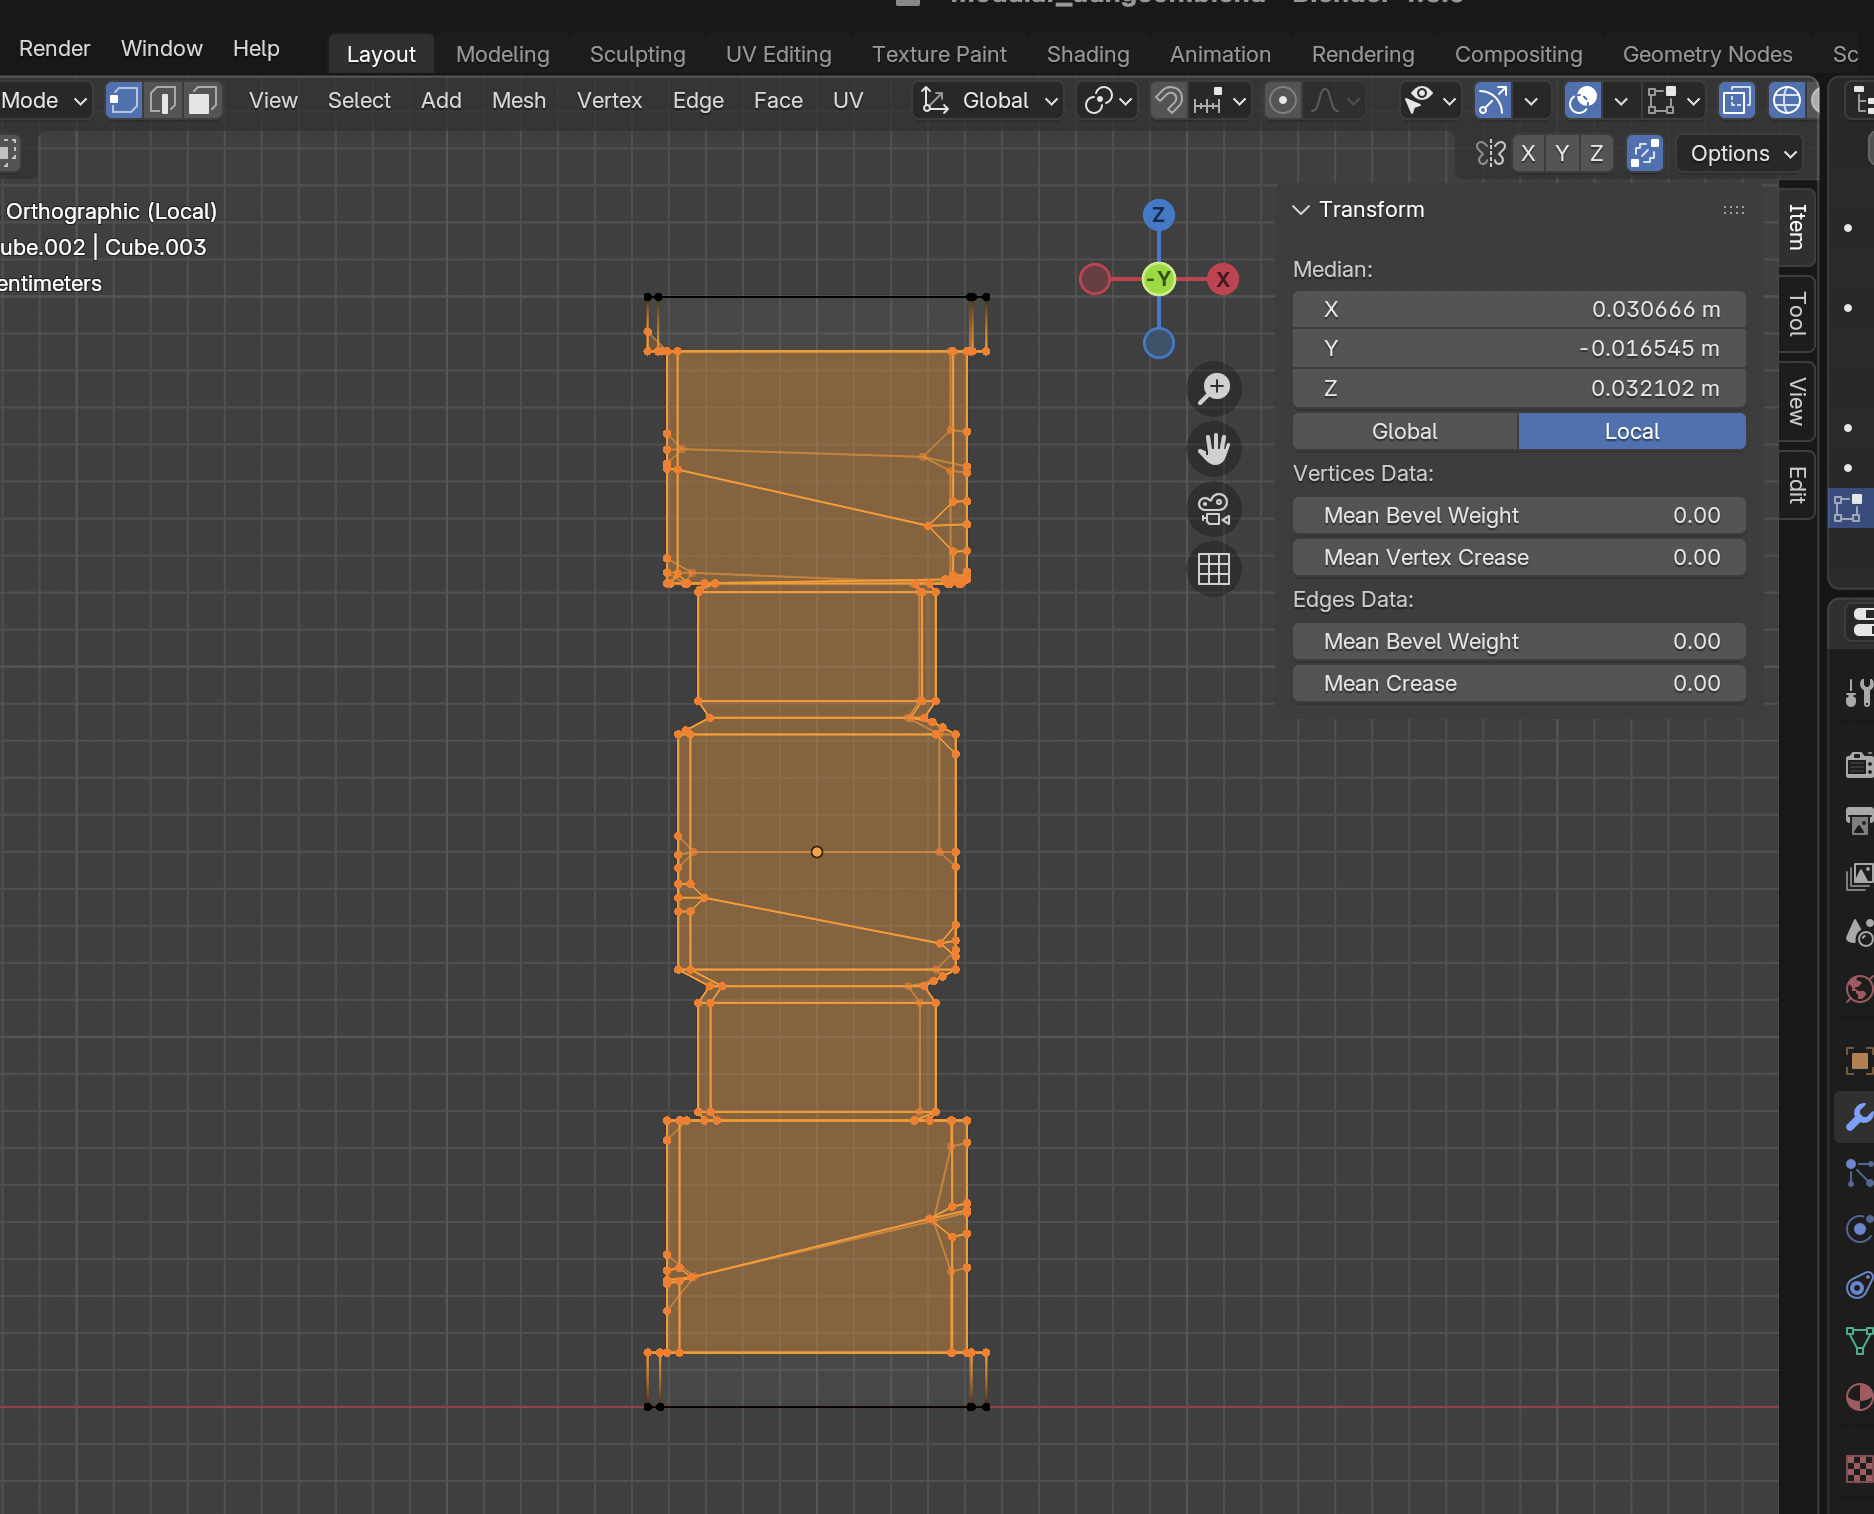 Render Window Help Layout Modeling Sculpting UV Editing Texture Paint Shading Animation Rendering Compositing Geometry Nodes Sc
Mode View Select Add Mesh Vertex Edge Face UV Global
X Y Z Options
Orthographic (Local)
ube.002 | Cube.003
entimeters
Z
-Y
X
Transform
Median:
X 0.030666 m
Y -0.016545 m
Z 0.032102 m
Global Local
Vertices Data:
Mean Bevel Weight 0.00
Mean Vertex Crease 0.00
Edges Data:
Mean Bevel Weight 0.00
Mean Crease 0.00
Item
Tool
View
Edit